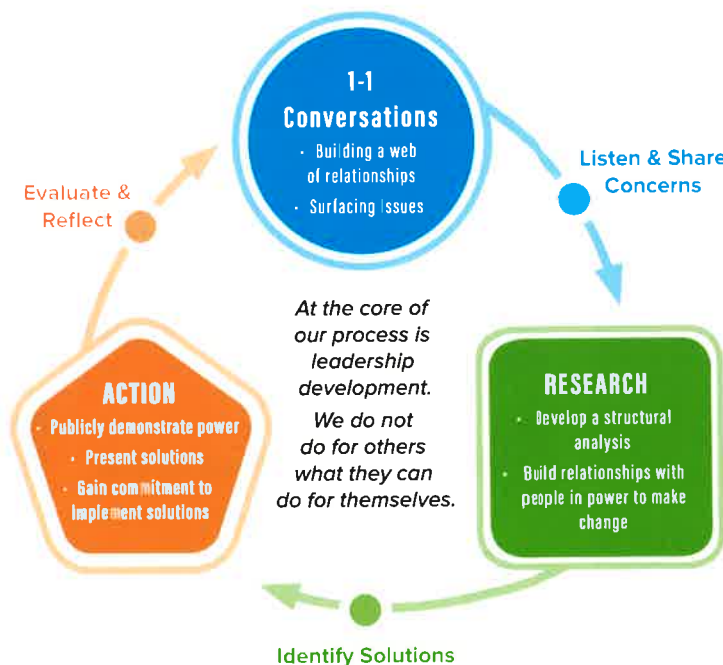 1-1
Conversations
· Building a web
of relationships
· Surfacing Issues
Listen & Share
Concerns
Evaluate &
Reflect
At the core of
our process is
leadership
development.
We do not
do for others
what they can
do for themselves.
ACTION
· Publicly demonstrate power
· Present solutions
· Gain commitment to
Implement solutions
RESEARCH
· Develop a structural
analysis
· Build relationships with
people in power to make
change
Identify Solutions